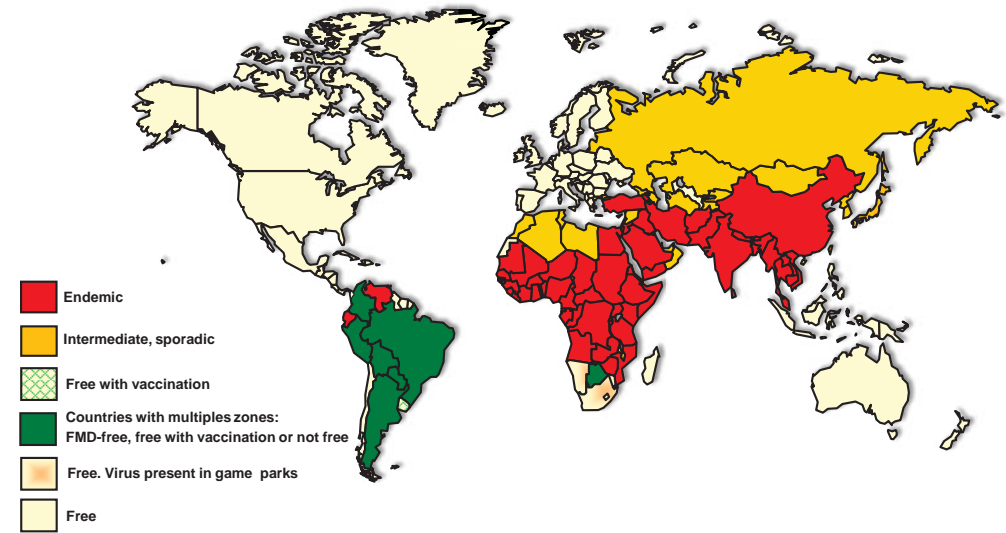 Endemic
Intermediate, sporadic
Free with vaccination
Countries with multiples zones:
FMD-free, free with vaccination or not free
Free. Virus present in game parks
Free